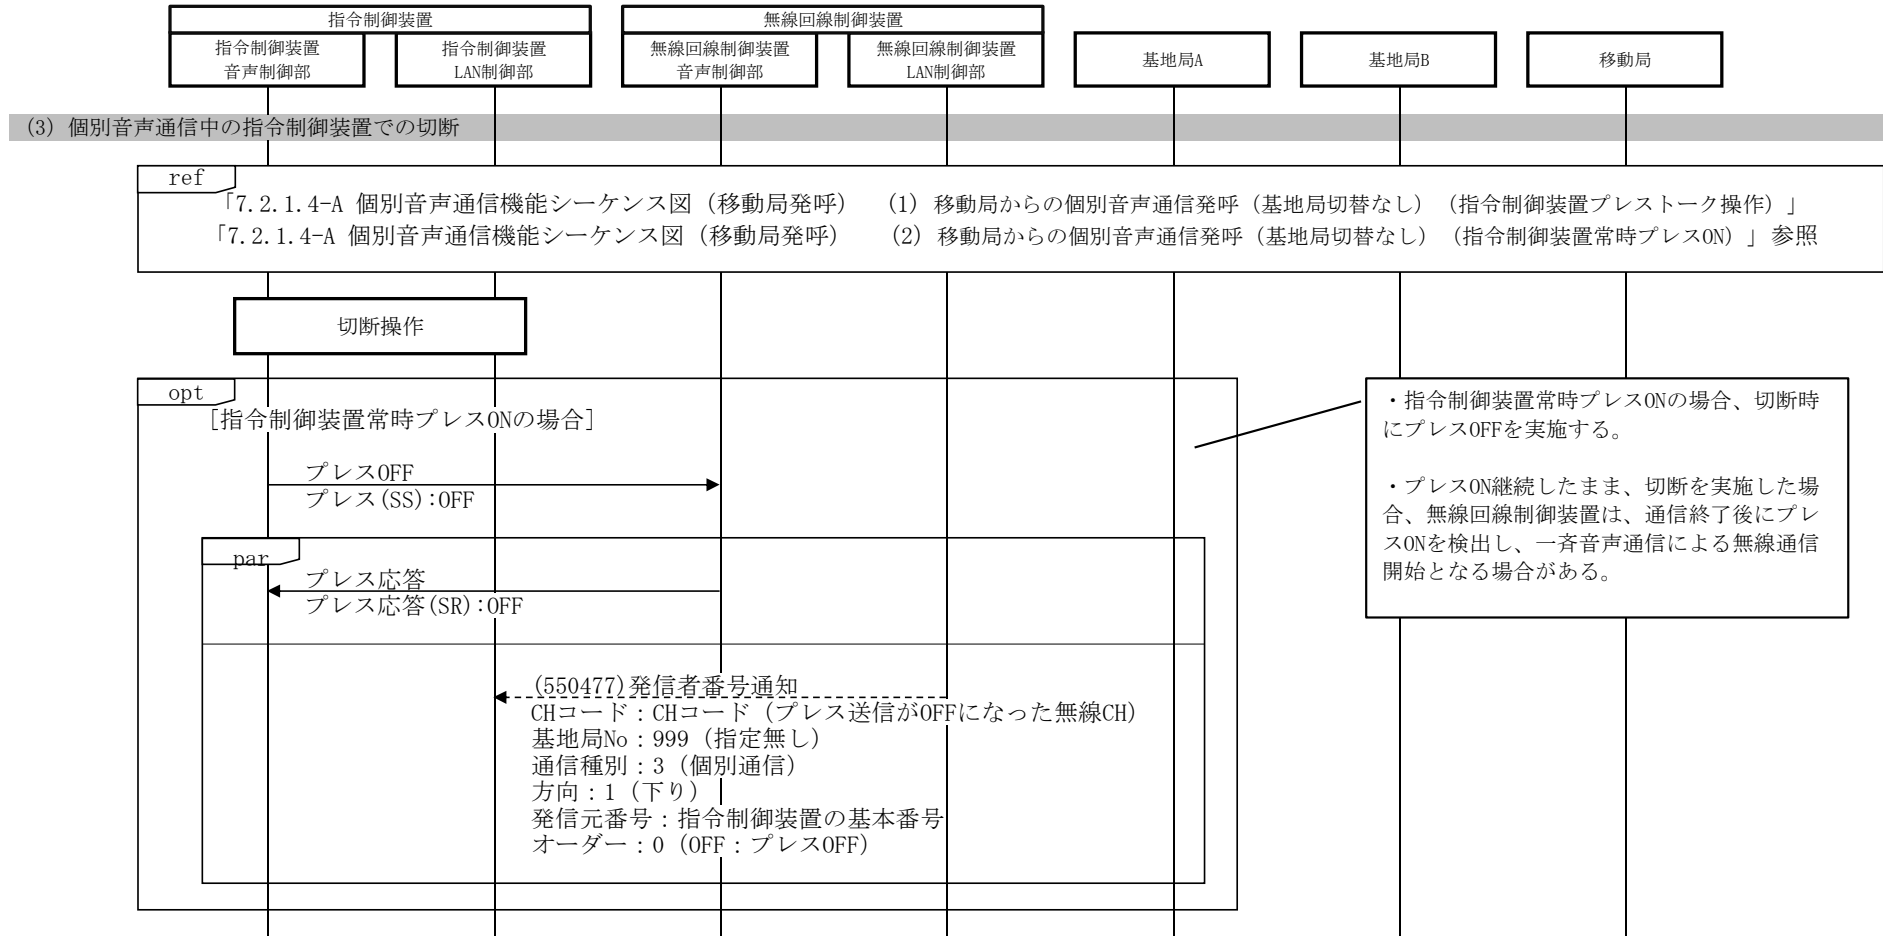 指令制御装置
無線回線制御装置
指令制御装置
音声制御部
指令制御装置
LAN制御部
無線回線制御装置
音声制御部
無線回線制御装置
LAN制御部
基地局A
基地局B
移動局
(3) 個別音声通信中の指令制御装置での切断
ref
「7.2.1.4-A 個別音声通信機能シーケンス図（移動局発呼） (1) 移動局からの個別音声通信発呼（基地局切替なし）（指令制御装置プレストーク操作）」
「7.2.1.4-A 個別音声通信機能シーケンス図（移動局発呼） (2) 移動局からの個別音声通信発呼（基地局切替なし）（指令制御装置常時プレスON）」参照
切断操作
opt
[指令制御装置常時プレスONの場合]
プレスOFF
プレス(SS):OFF
par
プレス応答
プレス応答(SR):OFF
(550477)発信者番号通知
CHコード：CHコード（プレス送信がOFFになった無線CH）
基地局No：999（指定無し）
通信種別：3（個別通信）
方向：1（下り）
発信元番号：指令制御装置の基本番号
オーダー：0（OFF：プレスOFF）
・指令制御装置常時プレスONの場合、切断時
にプレスOFFを実施する。
・プレスON継続したまま、切断を実施した場
合、無線回線制御装置は、通信終了後にプレ
スONを検出し、一斉音声通信による無線通信
開始となる場合がある。